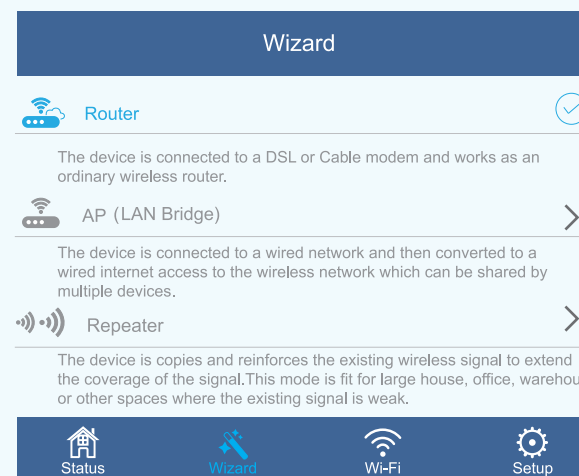 Wizard
Router
The device is connected to a DSL or Cable modem and works as an
ordinary wireless router.
AP (LAN Bridge)
The device is connected to a wired network and then converted to a
wired internet access to the wireless network which can be shared by
multiple devices.
Repeater
The device is copies and reinforces the existing wireless signal to extend
the coverage of the signal.This mode is fit for large house, office, warehou
or other spaces where the existing signal is weak.
Status
Wizard
Wi-Fi
Setup